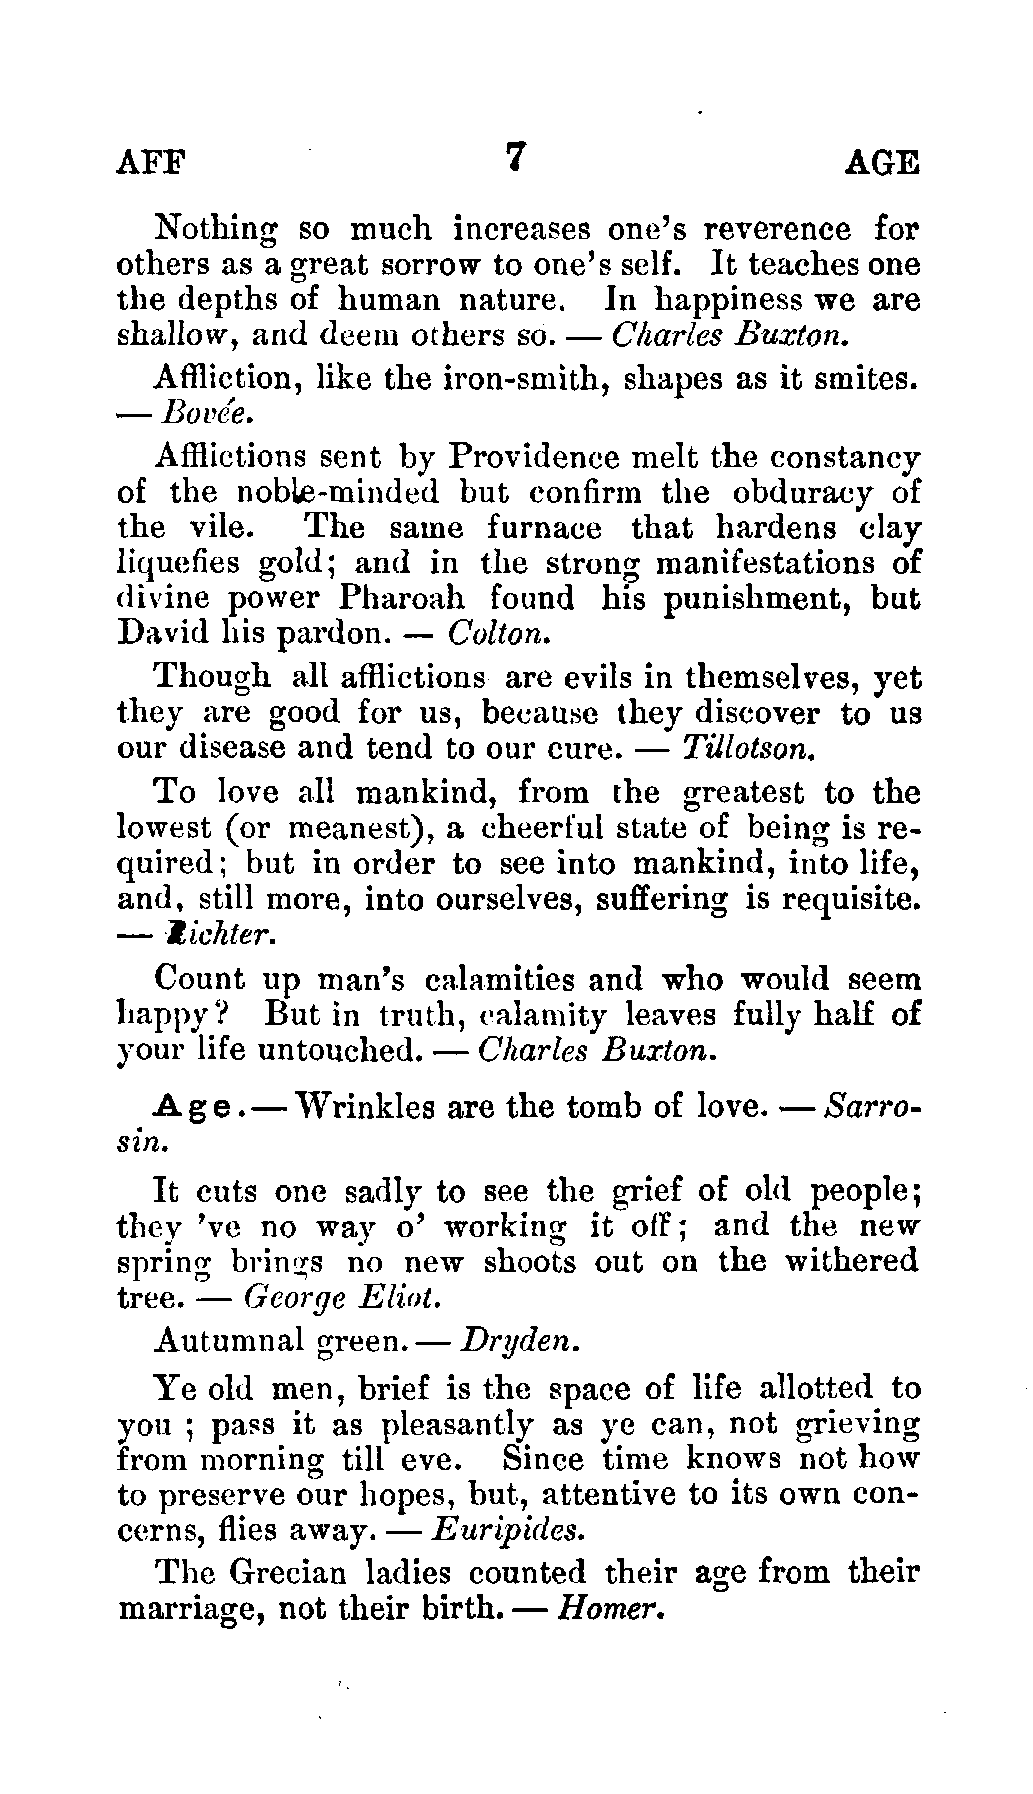 AFF 7 AGE
Nothing so much increases one's reverence for
others as a great sorrow to one's self. It teaches one
the depths of human nature. In happiness we are
shallow, and deem others so. — Charles Buxton.
Affliction, like the iron-smith, shapes as it smites.
— Bovée.
Afflictions sent by Providence melt the constancy
of the noble-minded but confirm the obduracy of
the vile. The same furnace that hardens clay
liquefies gold; and in the strong manifestations of
divine power Pharoah found his punishment, but
David his pardon. — Colton.
Though all afflictions are evils in themselves, yet
they are good for us, because they discover to us
our disease and tend to our cure. — Tillotson.
To love all mankind, from the greatest to the
lowest (or meanest), a cheerful state of being is re-
quired; but in order to see into mankind, into life,
and, still more, into ourselves, suffering is requisite.
— Richter.
Count up man's calamities and who would seem
happy? But in truth, calamity leaves fully half of
your life untouched. — Charles Buxton.
Age.— Wrinkles are the tomb of love. — Sarro-
sin.
It cuts one sadly to see the grief of old people;
they 've no way o' working it off; and the new
spring brings no new shoots out on the withered
tree. — George Eliot.
Autumnal green. — Dryden.
Ye old men, brief is the space of life allotted to
you ; pass it as pleasantly as ye can, not grieving
from morning till eve. Since time knows not how
to preserve our hopes, but, attentive to its own con-
cerns, flies away. — Euripides.
The Grecian ladies counted their age from their
marriage, not their birth. — Homer.